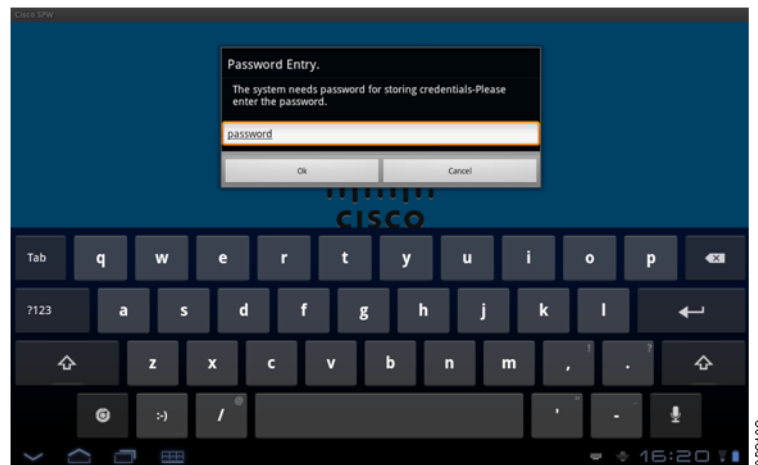 Cisco SPW
Password Entry.
The system needs password for storing credentials-Please
enter the password.
password
Ok Cancel
CISCO
Tab q w e r t y u i o p
?123 a s d f g h j k l
z x c v b n m , ! . ?
:-) / @ ' " - _
16:20